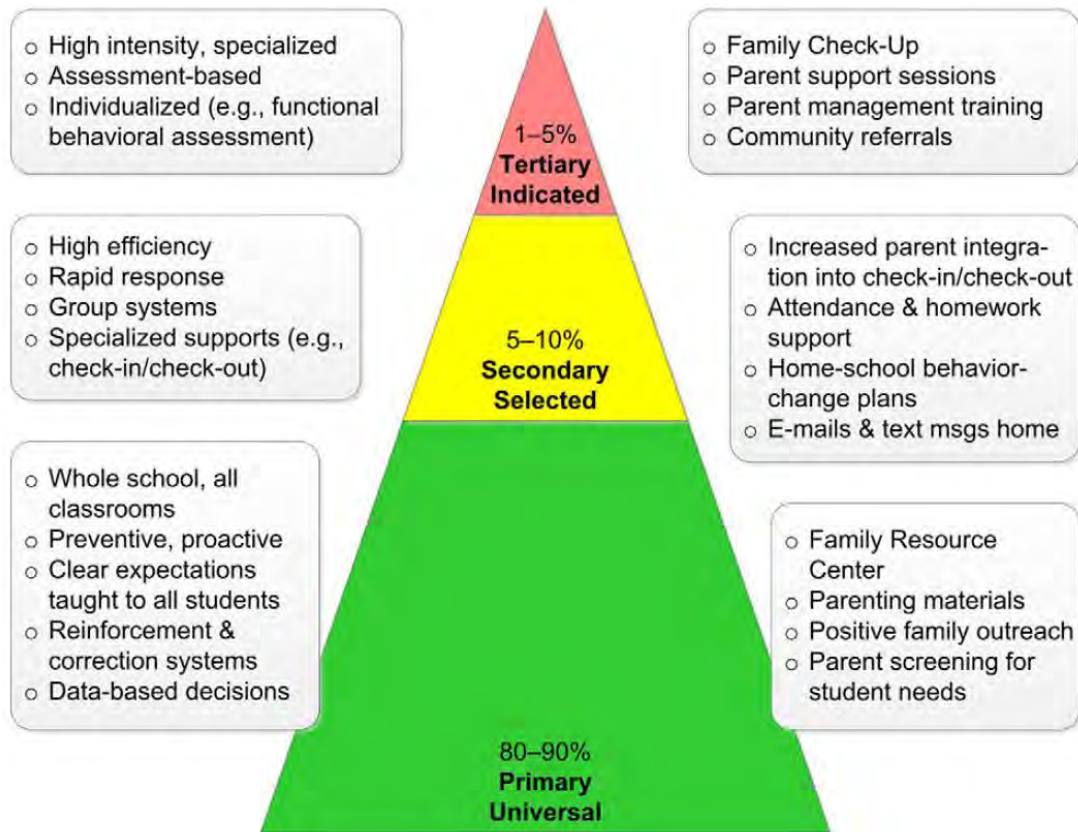 ○ High intensity, specialized
○ Assessment-based
○ Individualized (e.g., functional
behavioral assessment)
○ Family Check-Up
○ Parent support sessions
○ Parent management training
○ Community referrals
1–5%
Tertiary
Indicated
○ High efficiency
○ Rapid response
○ Group systems
○ Specialized supports (e.g.,
check-in/check-out)
○ Increased parent integra-
tion into check-in/check-out
○ Attendance & homework
support
○ Home-school behavior-
change plans
○ E-mails & text msgs home
5–10%
Secondary
Selected
○ Whole school, all
classrooms
○ Preventive, proactive
○ Clear expectations
taught to all students
○ Reinforcement &
correction systems
○ Data-based decisions
○ Family Resource
Center
○ Parenting materials
○ Positive family outreach
○ Parent screening for
student needs
80–90%
Primary
Universal